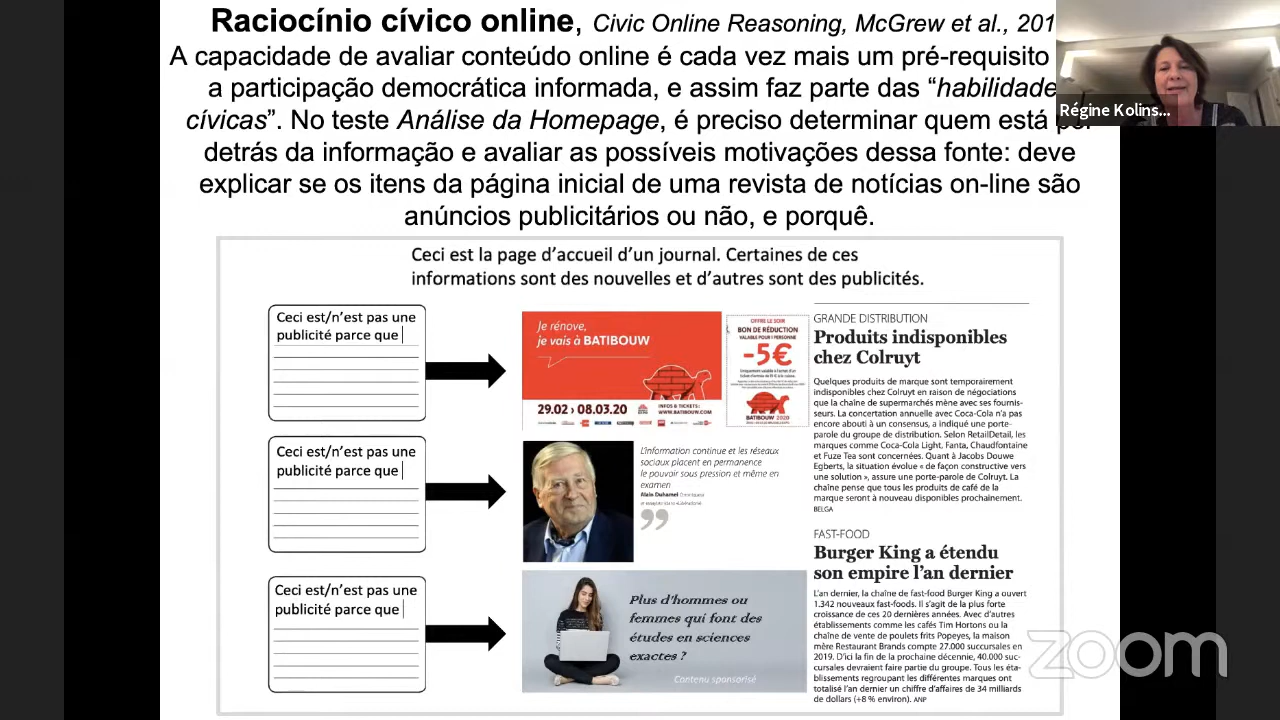 Raciocínio cívico online, Civic Online Reasoning, McGrew et al., 201
A capacidade de avaliar conteúdo online é cada vez mais um pré-requisito
a participação democrática informada, e assim faz parte das “habilidade
cívicas”. No teste Análise da Homepage, é preciso determinar quem está
detrás da informação e avaliar as possíveis motivações dessa fonte: deve
explicar se os itens da página inicial de uma revista de notícias on-line são
anúncios publicitários ou não, e porquê.
Régine Kolins...
Ceci est la page d’accueil d’un journal. Certaines de ces
informations sont des nouvelles et d’autres sont des publicités.
Ceci est/n’est pas une
publicité parce que
Ceci est/n’est pas une
publicité parce que
Ceci est/n’est pas une
publicité parce que
Je rénove,
je vais à BATIBOUW
29.02 › 08.03.20
INFOS & TICKETS:
WWW.BATIBOUW.COM
OFFRE LE SOIR
BON DE RÉDUCTION
VALABLE POUR 1 PERSONNE
-5€
BATIBOUW 2020
L’information continue et les réseaux
sociaux placent en permanence
le pouvoir sous pression et même en
examen
Alain Duhamel
Plus d’hommes ou
femmes qui font des
études en sciences
exactes ?
Contenu sponsorisé
GRANDE DISTRIBUTION
Produits indisponibles
chez Colruyt
Quelques produits de marque sont temporairement
indisponibles chez Colruyt en raison de négociations
que la chaîne de supermarchés mène avec ses fournis-
seurs. La concertation annuelle avec Coca-Cola n’a pas
encore abouti à un consensus, a indiqué une porte-
parole du groupe de distribution. Selon RetailDetail, les
marques comme Coca-Cola Light, Fanta, Chaudfontaine
et Fuze Tea sont concernées. Quant à Jacobs Douwe
Egberts, la situation évolue « de façon constructive vers
une solution », assure une porte-parole de Colruyt. La
chaîne pense que tous les produits de café de la
marque seront à nouveau disponibles prochainement.
BELGA
FAST-FOOD
Burger King a étendu
son empire l’an dernier
L’an dernier, la chaîne de fast-food Burger King a ouvert
1.342 nouveaux fast-foods. Il s’agit de la plus forte
croissance de ces 20 dernières années. Avec d’autres
établissements comme les cafés Tim Hortons ou la
chaîne de vente de poulets frits Popeyes, la maison
mère Restaurant Brands compte 27.000 succursales en
2019. D’ici la fin de la prochaine décennie, 40.000 suc-
cursales devraient faire partie du groupe. Tous les éta-
blissements regroupant les différentes marques ont
totalisé l’an dernier un chiffre d’affaires de 34 milliards
de dollars (+8 % environ). ANP
zoom